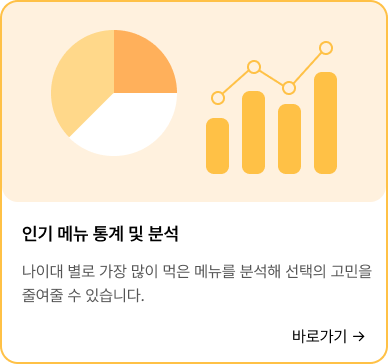 인기 메뉴 통계 및 분석
나이대 별로 가장 많이 먹은 메뉴를 분석해 선택의 고민을
줄여줄 수 있습니다.
바로가기 →